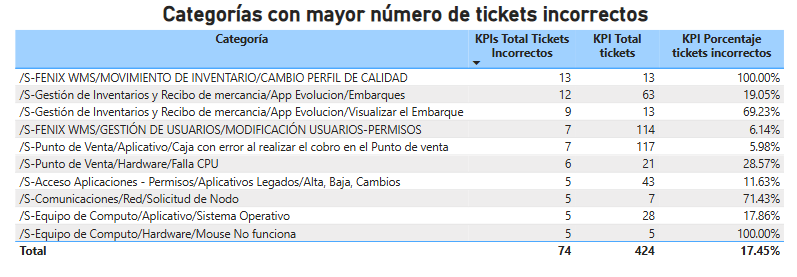 Categorías con mayor número de tickets incorrectos
Categoría KPIs Total Tickets Incorrectos KPI Total tickets KPI Porcentaje tickets incorrectos
/S-FENIX WMS/MOVIMIENTO DE INVENTARIO/CAMBIO PERFIL DE CALIDAD 13 13 100.00%
/S-Gestión de Inventarios y Recibo de mercancia/App Evolucion/Embarques 12 63 19.05%
/S-Gestión de Inventarios y Recibo de mercancia/App Evolucion/Visualizar el Embarque 9 13 69.23%
/S-FENIX WMS/GESTIÓN DE USUARIOS/MODIFICACIÓN USUARIOS-PERMISOS 7 114 6.14%
/S-Punto de Venta/Aplicativo/Caja con error al realizar el cobro en el Punto de venta 7 117 5.98%
/S-Punto de Venta/Hardware/Falla CPU 6 21 28.57%
/S-Acceso Aplicaciones - Permisos/Aplicativos Legados/Alta, Baja, Cambios 5 43 11.63%
/S-Comunicaciones/Red/Solicitud de Nodo 5 7 71.43%
/S-Equipo de Computo/Aplicativo/Sistema Operativo 5 28 17.86%
/S-Equipo de Computo/Hardware/Mouse No funciona 5 5 100.00%
Total 74 424 17.45%